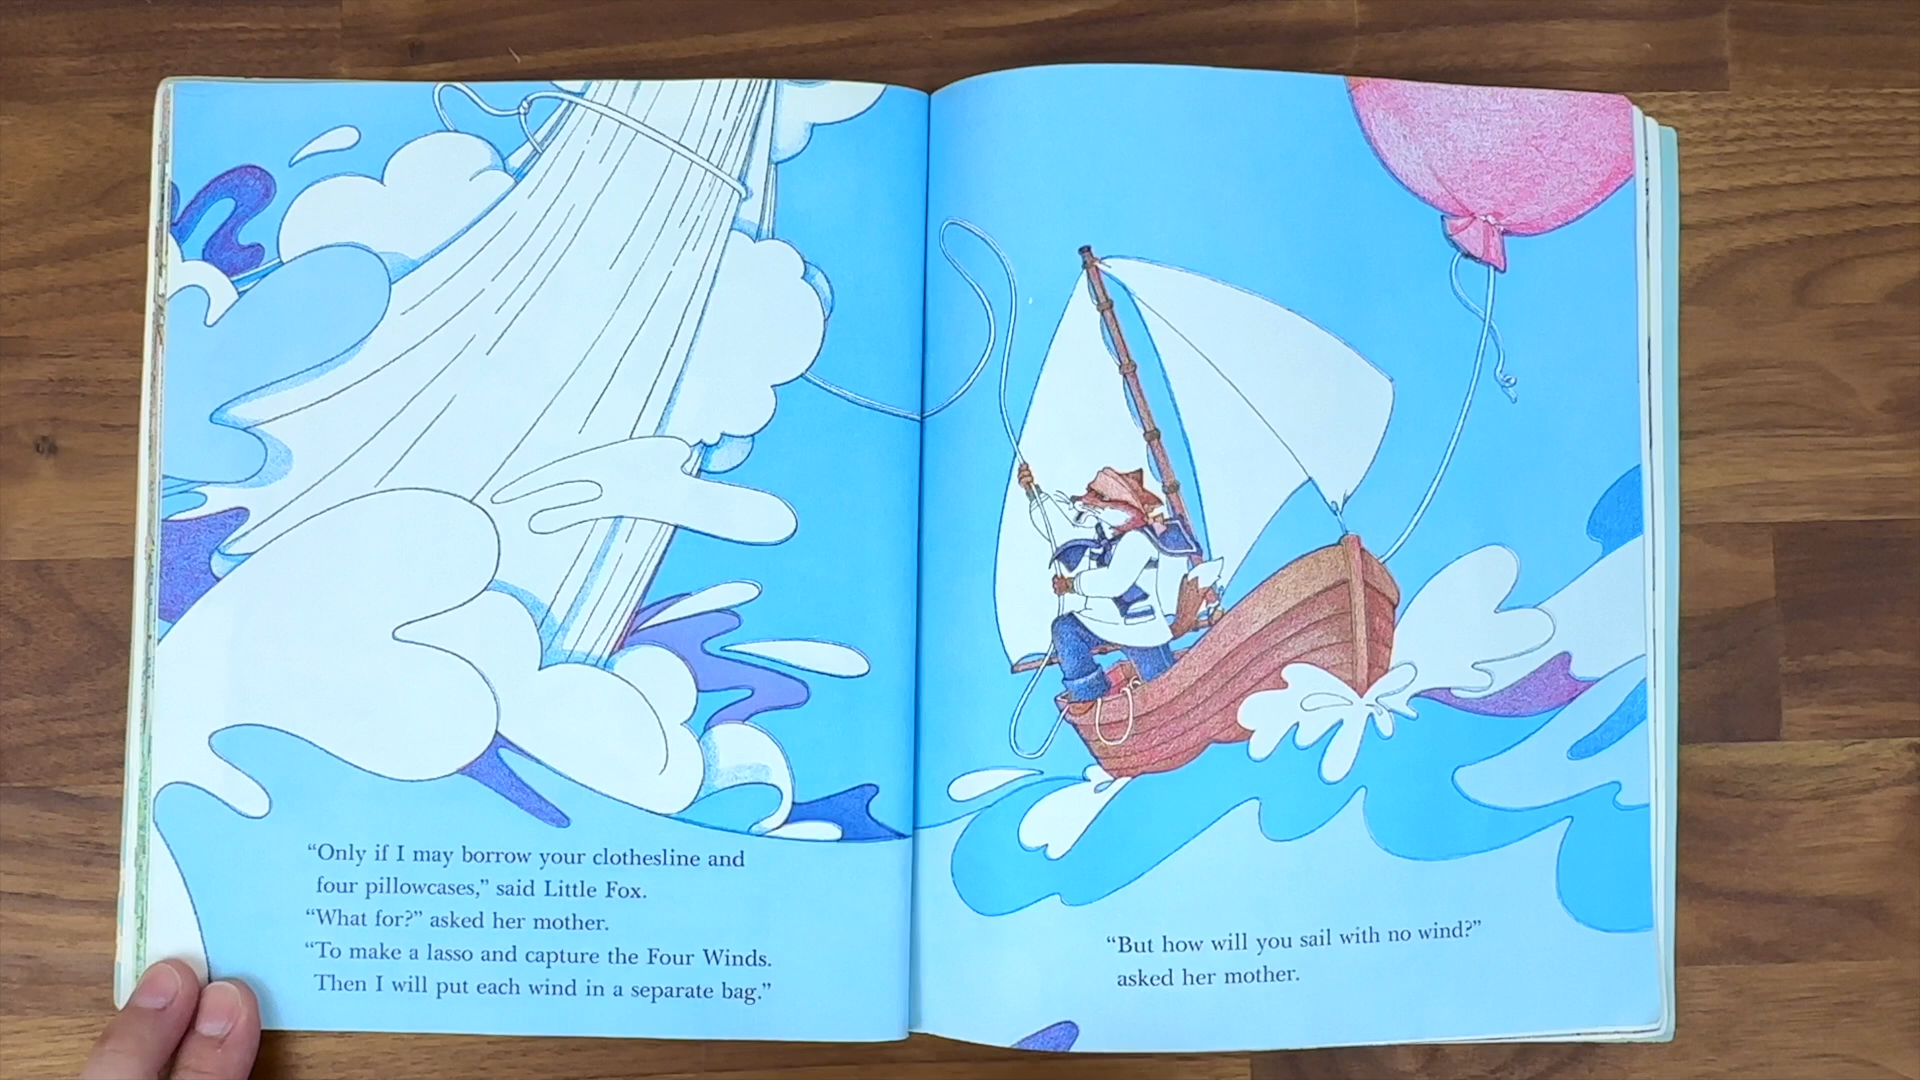 “Only if I may borrow your clothesline and
four pillowcases,” said Little Fox.
“What for?” asked her mother.
“To make a lasso and capture the Four Winds.
Then I will put each wind in a separate bag.”
“But how will you sail with no wind?”
asked her mother.